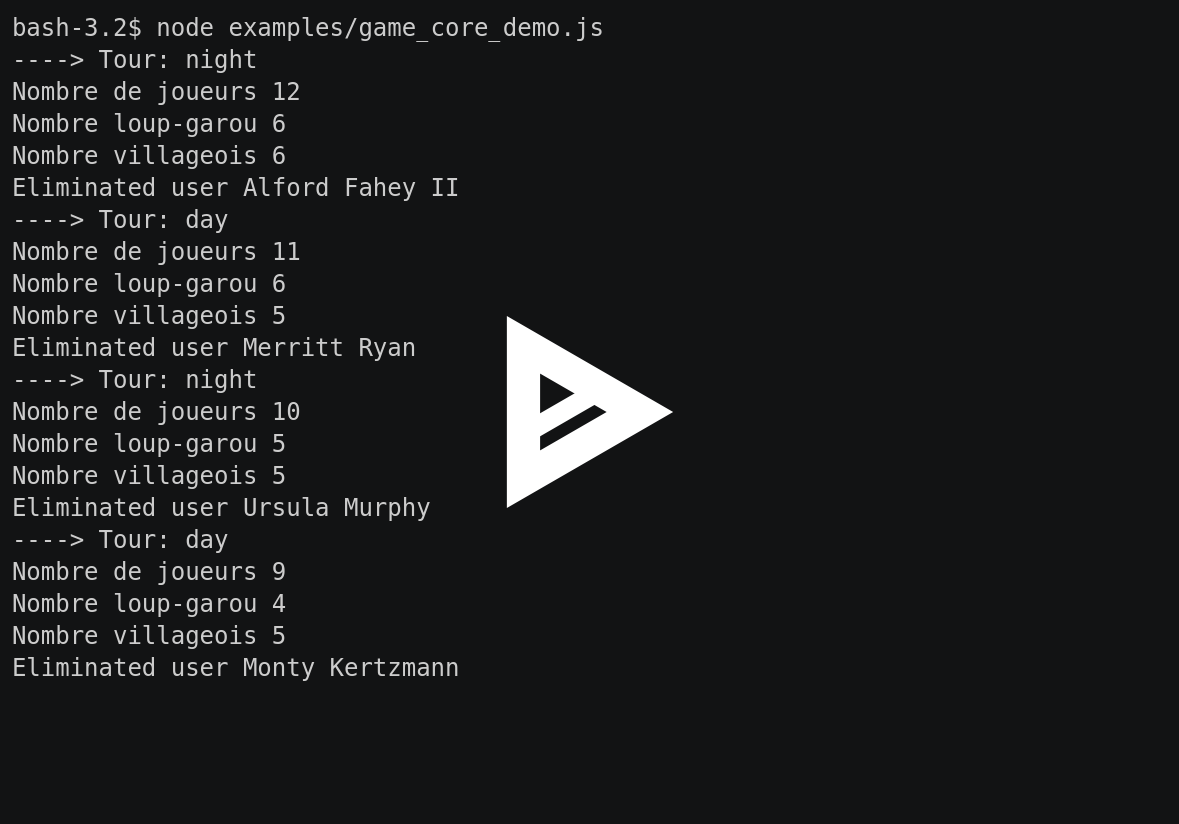 bash-3.2$ node examples/game_core_demo.js
----> Tour: night
Nombre de joueurs 12
Nombre loup-garou 6
Nombre villageois 6
Eliminated user Alford Fahey II
----> Tour: day
Nombre de joueurs 11
Nombre loup-garou 6
Nombre villageois 5
Eliminated user Merritt Ryan
----> Tour: night
Nombre de joueurs 10
Nombre loup-garou 5
Nombre villageois 5
Eliminated user Ursula Murphy
----> Tour: day
Nombre de joueurs 9
Nombre loup-garou 4
Nombre villageois 5
Eliminated user Monty Kertzmann